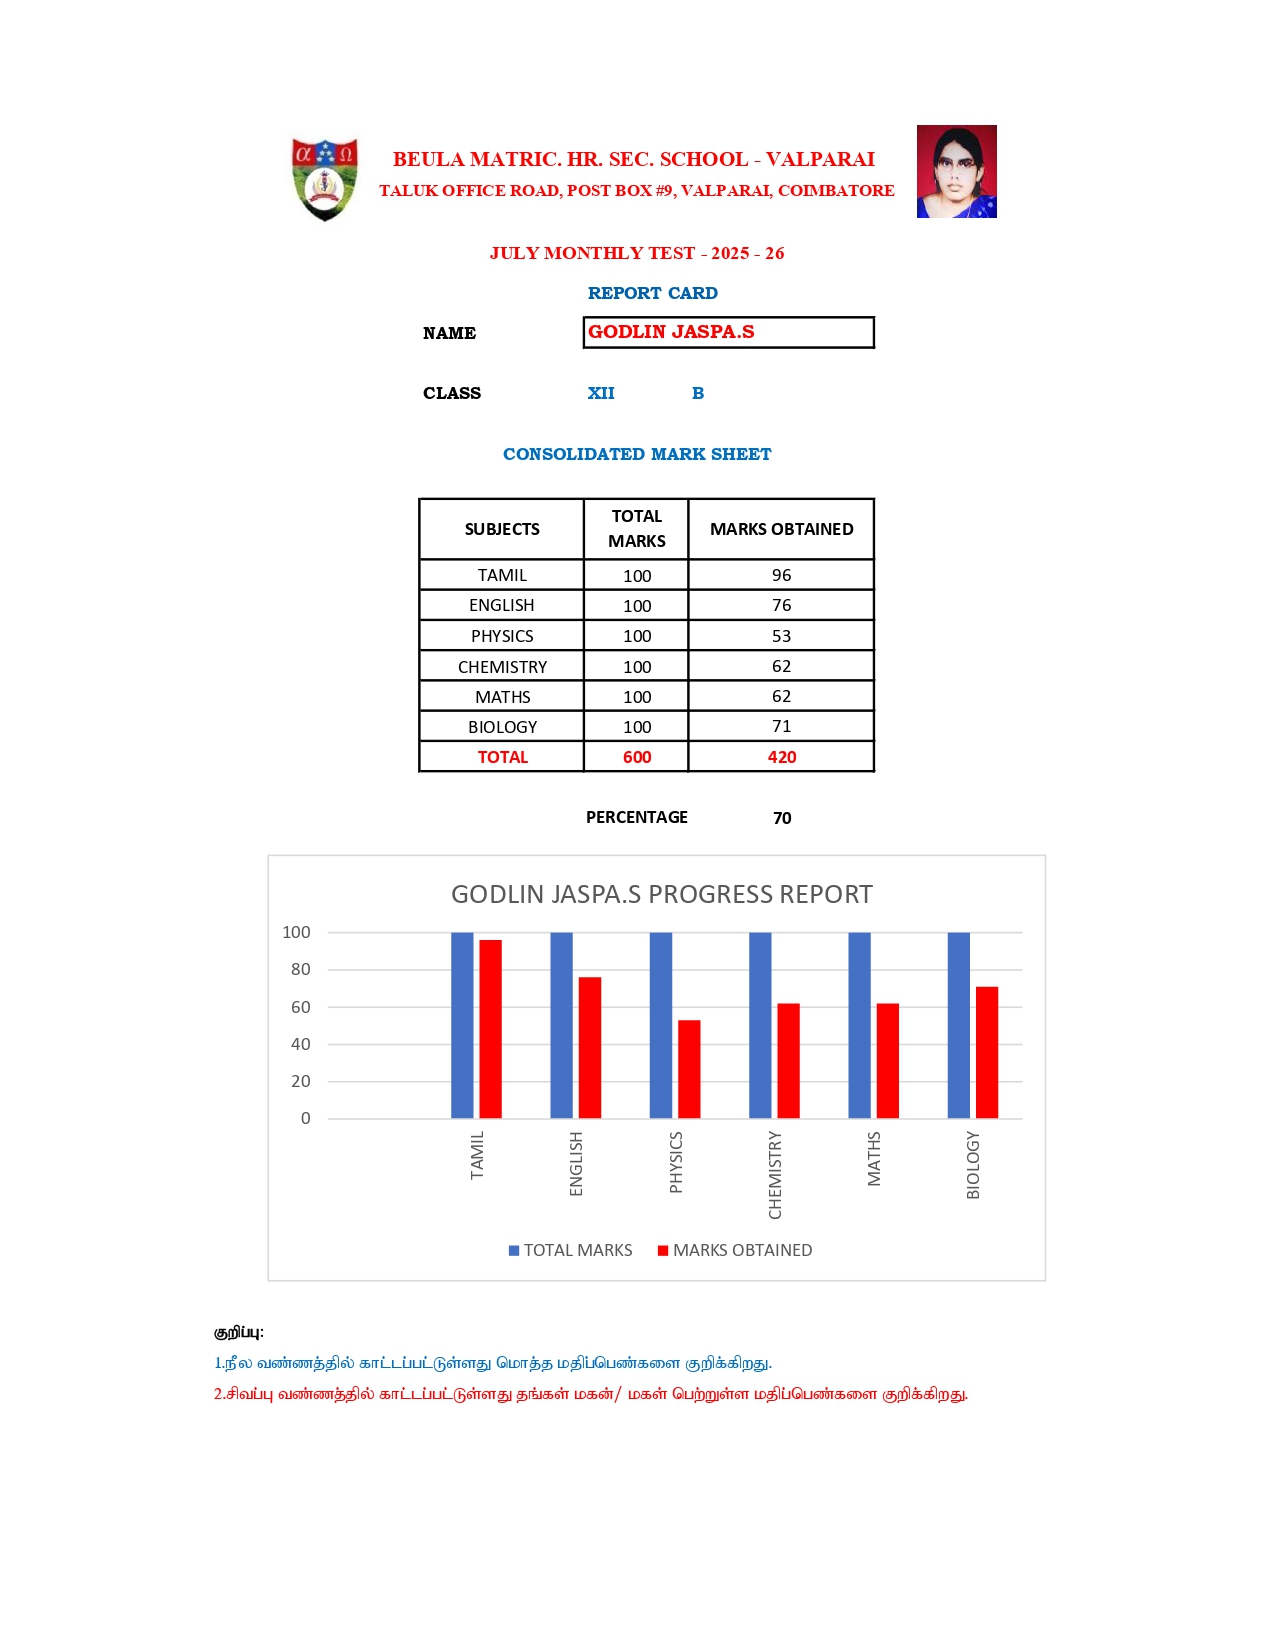 α Ω
BEULA MATRIC. HR. SEC. SCHOOL - VALPARAI
TALUK OFFICE ROAD, POST BOX #9, VALPARAI, COIMBATORE
JULY MONTHLY TEST - 2025 - 26
REPORT CARD
NAME GODLIN JASPA.S
CLASS XII B
CONSOLIDATED MARK SHEET
SUBJECTS TOTAL MARKS MARKS OBTAINED
TAMIL 100 96
ENGLISH 100 76
PHYSICS 100 53
CHEMISTRY 100 62
MATHS 100 62
BIOLOGY 100 71
TOTAL 600 420
PERCENTAGE 70
GODLIN JASPA.S PROGRESS REPORT
100
80
60
40
20
0
TAMIL ENGLISH PHYSICS CHEMISTRY MATHS BIOLOGY
TOTAL MARKS MARKS OBTAINED
குறிப்பு:
1.நீல வண்ணத்தில் காட்டப்பட்டுள்ளது மொத்த மதிப்பெண்களை குறிக்கிறது.
2.சிவப்பு வண்ணத்தில் காட்டப்பட்டுள்ளது தங்கள் மகன்/ மகள் பெற்றுள்ள மதிப்பெண்களை குறிக்கிறது.